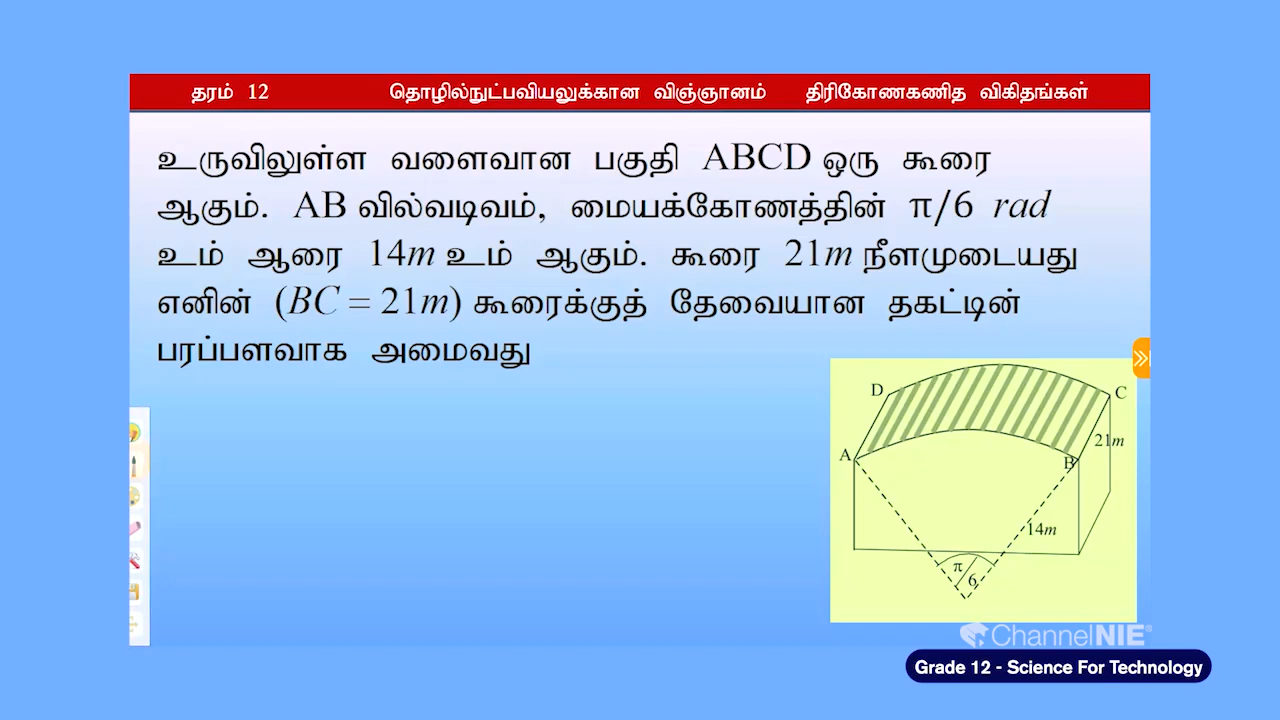 தரம் 12 தொழில்நுட்பவியலுக்கான விஞ்ஞானம் திரிகோணகணித விகிதங்கள்
உருவிலுள்ள வளைவான பகுதி ABCD ஒரு கூரை
ஆகும். AB வில்வடிவம், மையக்கோணத்தின் π/6 rad
உம் ஆரை 14m உம் ஆகும். கூரை 21m நீளமுடையது
எனின் (BC = 21m) கூரைக்குத் தேவையான தகட்டின்
பரப்பளவாக அமைவது
D
C
21m
A
B
14m
π
6
ChannelNIE®
Grade 12 - Science For Technology